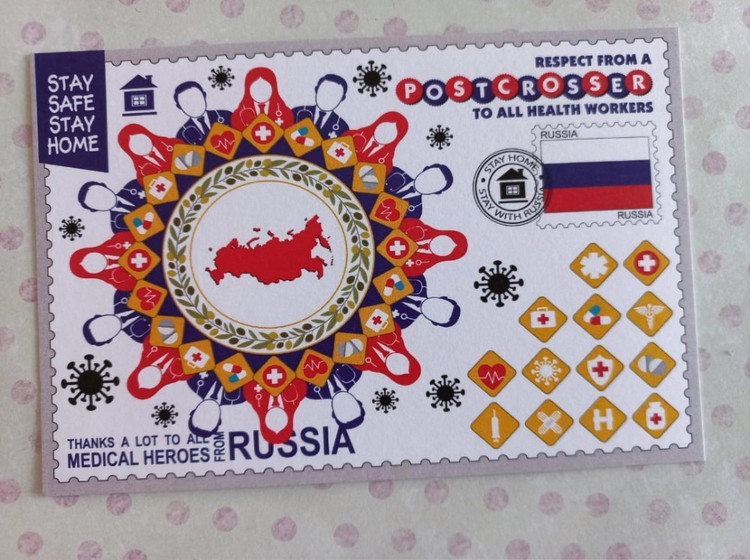 STAY
SAFE
STAY
HOME
RESPECT FROM A
POSTCROSSER
TO ALL HEALTH WORKERS
RUSSIA
STAY HOME
STAY WITH RUSSIA
RUSSIA
H
THANKS A LOT TO ALL
MEDICAL HEROES
FROM
RUSSIA